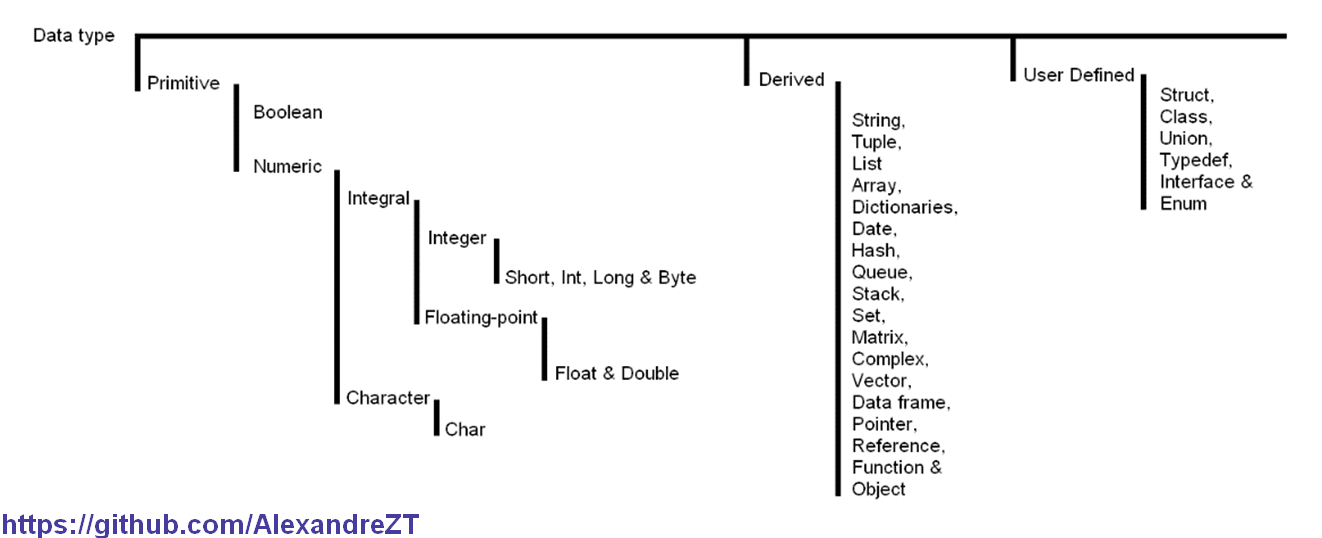 Data type
Primitive
Boolean
Numeric
Integral
Integer
Short, Int, Long & Byte
Floating-point
Float & Double
Character
Char
Derived
String,
Tuple,
List
Array,
Dictionaries,
Date,
Hash,
Queue,
Stack,
Set,
Matrix,
Complex,
Vector,
Data frame,
Pointer,
Reference,
Function &
Object
User Defined
Struct,
Class,
Union,
Typedef,
Interface &
Enum
https://github.com/AlexandreZT